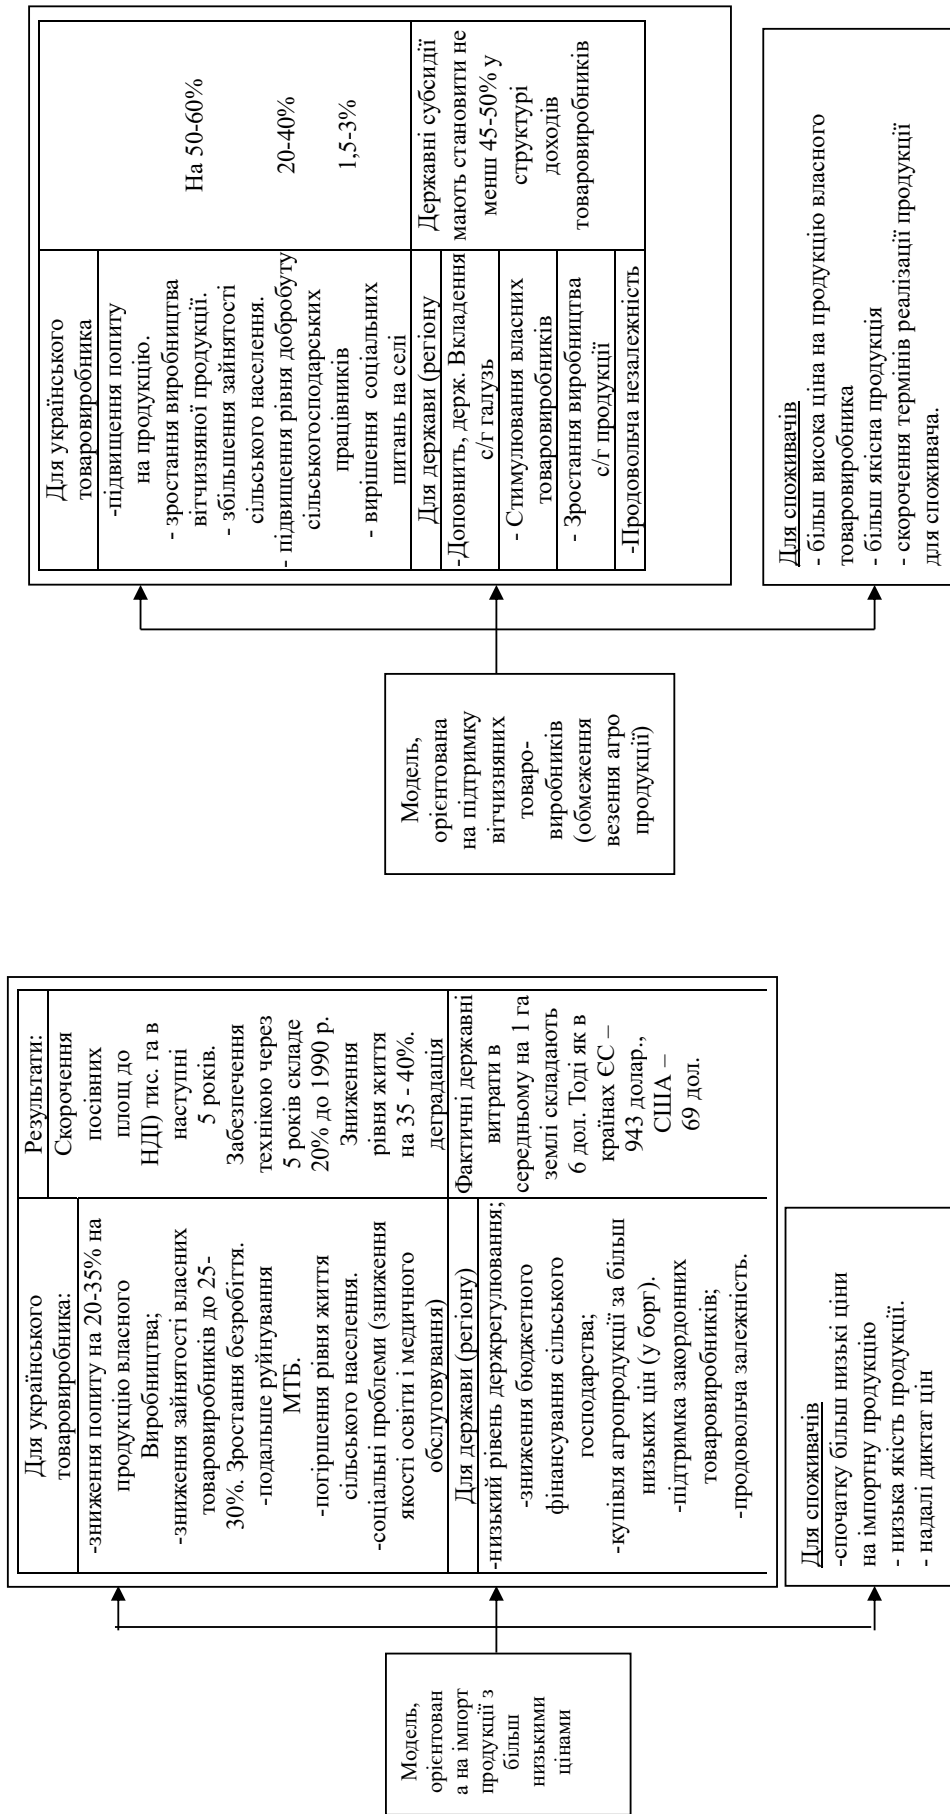 Модель,
орієнтован
а на імпорт
продукції з
більш
низькими
цінами
Для українського
товаровиробника:
-зниження попиту на 20-35% на
продукцію власного
Виробництва;
-зниження зайнятості власних
товаровиробників до 25-
30%. Зростання безробіття.
-подальше руйнування
МТБ.
-погіршення рівня життя
сільського населення.
-соціальні проблеми (зниження
якості освіти і медичного
обслутовування)
Результати:
Скорочення
посівних
площ до
НДІ) тис. га в
наступні
5 років.
Забезпечення
технікою через
5 років складе
20% до 1990 р.
Зниження
рівня життя
на 35 - 40%.
деградація
Для держави (регіону)
-низький рівень держрегулювання;
-зниження бюджетного
фінансування сільського
господарства;
-купівля агропродукції за більш
низьких цін (у борг).
-підтримка закордонних
товаровиробників;
-продовольча залежність.
Фактичні державні
витрати в
середньому на 1 га
землі складають
6 дол. Тоді як в
країнах ЄС –
943 долар.,
США –
69 дол.
Для споживачів
-спочатку більш низькі ціни
на імпортну продукцію
- низька якість продукції.
- надалі диктат цін
Модель,
орієнтована
на підтримку
вітчизняних
товаро-
виробників
(обмеження
везення агро
продукції)
Для українського
товаровиробника
-підвищення попиту
на продукцію.
- зростання виробництва
вітчизняної продукції.
- збільшення зайнятості
сільського населення.
- підвищення рівня добробуту
сільськогосподарських
працівників
- вирішення соціальних
питань на селі
На 50-60%
20-40%
1,5-3%
Для держави (регіону
-Доповнить, держ. Вкладення
с/г галузь
- Стимулювання власних
товаровиробників
- Зростання виробництва
с/г продукції
-Продовольча незалежність
Державні субсидії
мають становити не
менш 45-50% у
структурі
доходів
товаровиробників
Для споживачів
- більш висока ціна на продукцію власного
товаровиробника
- більш якісна продукція
- скорочення термінів реалізації продукції
для споживача.